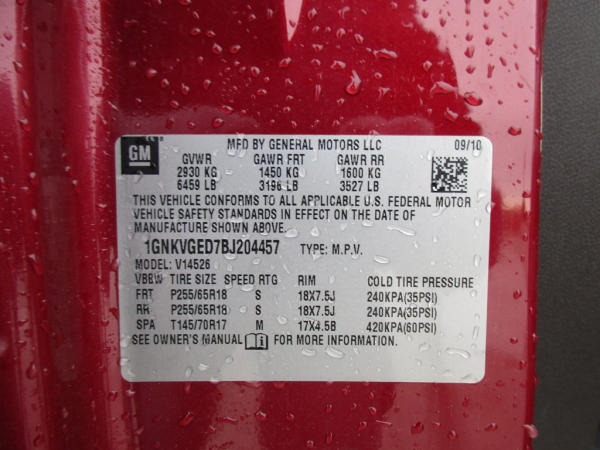 GM
MFD BY GENERAL MOTORS LLC 09/10
GVWR GAWR FRT GAWR RR
2930 KG 1450 KG 1600 KG
6459 LB 3196 LB 3527 LB
THIS VEHICLE CONFORMS TO ALL APPLICABLE U.S. FEDERAL MOTOR
VEHICLE SAFETY STANDARDS IN EFFECT ON THE DATE OF
MANUFACTURE SHOWN ABOVE.
1GNKVGED7BJ204457 TYPE: M.P.V.
MODEL: V14526
VBBW TIRE SIZE SPEED RTG RIM COLD TIRE PRESSURE
FRT P255/65R18 S 18X7.5J 240KPA(35PSI)
RR P255/65R18 S 18X7.5J 240KPA(35PSI)
SPA T145/70R17 M 17X4.5B 420KPA(60PSI)
SEE OWNER'S MANUAL FOR MORE INFORMATION.